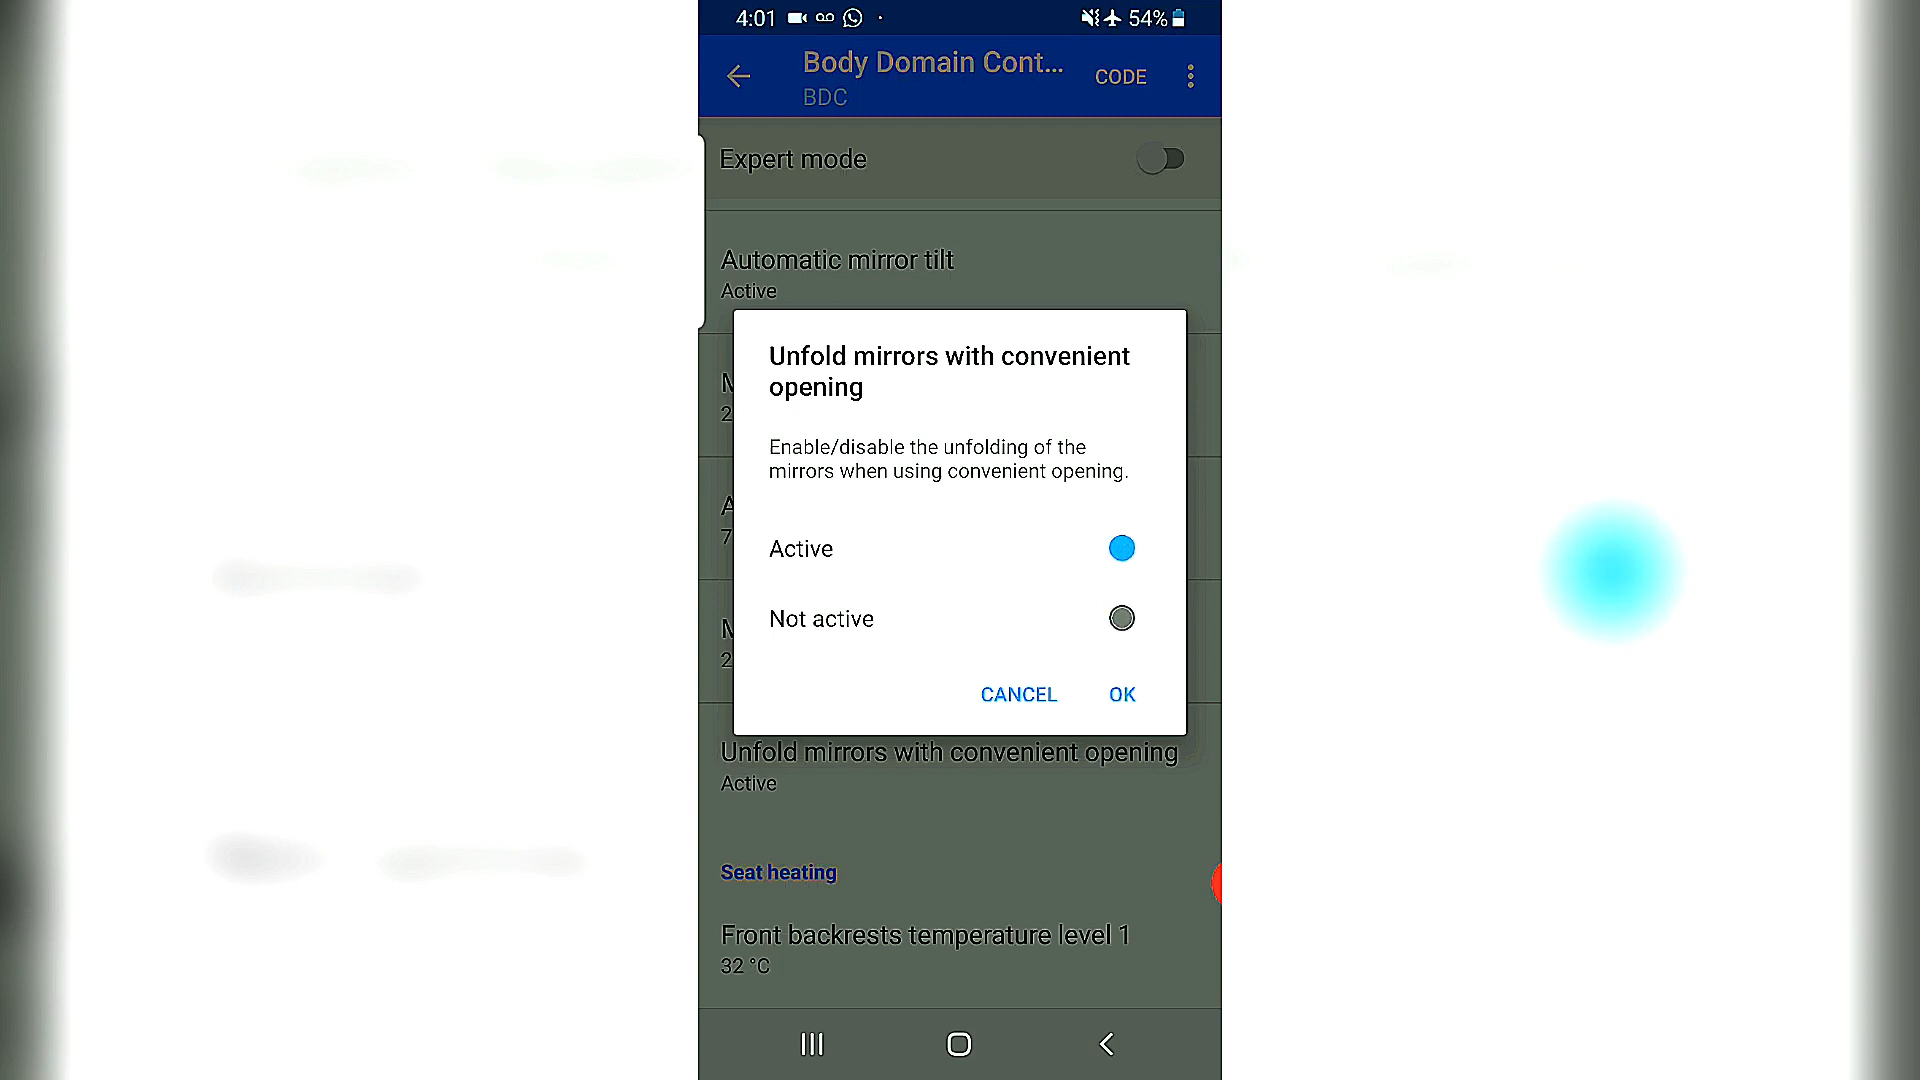 4:01
54%
Body Domain Cont...
CODE
BDC
Expert mode
Automatic mirror tilt
Active
Unfold mirrors with convenient
opening
Enable/disable the unfolding of the
mirrors when using convenient opening.
Active
Not active
CANCEL
OK
Unfold mirrors with convenient opening
Active
Seat heating
Front backrests temperature level 1
32 °C